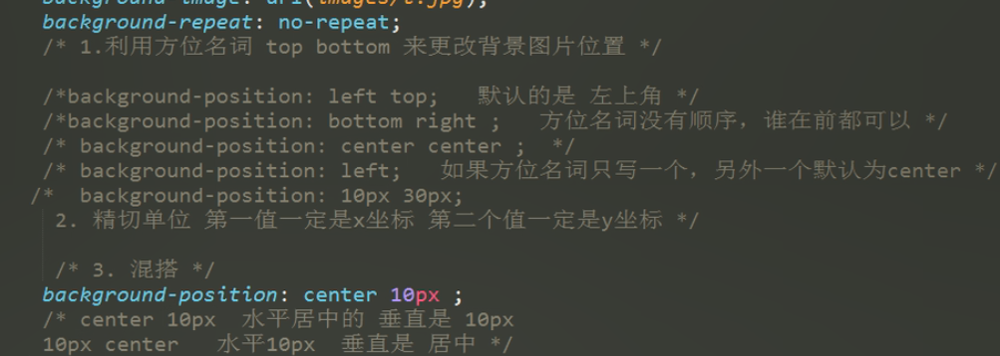 background-image: url(images/l.jpg);
background-repeat: no-repeat;
/* 1.利用方位名词 top bottom 来更改背景图片位置 */
/*background-position: left top;   默认的是 左上角 */
/*background-position: bottom right ;   方位名词没有顺序，谁在前都可以 */
/* background-position: center center ;  */
/* background-position: left;   如果方位名词只写一个，另外一个默认为center */
/*  background-position: 10px 30px;
2. 精切单位 第一值一定是x坐标 第二个值一定是y坐标 */
/* 3. 混搭 */
background-position: center 10px ;
/* center 10px  水平居中的 垂直是 10px
10px center   水平10px  垂直是 居中 */